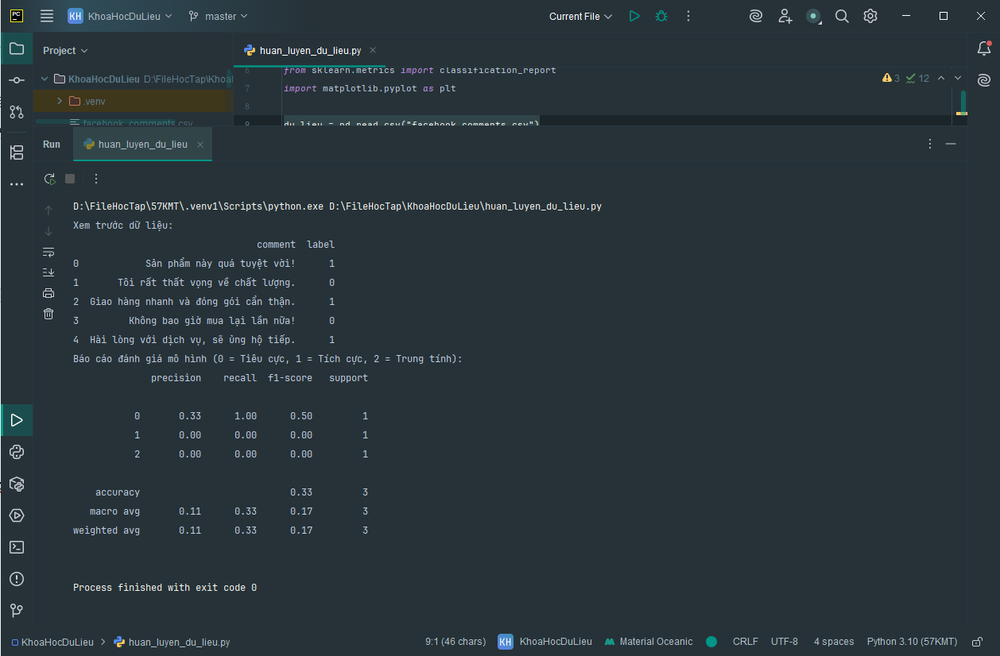 PC
KH KhoaHocDuLieu master Current File
Project huan_luyen_du_lieu.py
6 from sklearn.metrics import classification_report
KhoaHocDuLieu D:\FileHocTap\Khoa
3 12
7 import matplotlib.pyplot as plt
.venv
8
facebook_comments.csv
9 du_lieu = pd.read_csv("facebook_comments.csv")
Run huan_luyen_du_lieu
D:\FileHocTap\57KMT\.venv1\Scripts\python.exe D:\FileHocTap\KhoaHocDuLieu\huan_luyen_du_lieu.py
Xem trước dữ liệu:
comment label
0 Sản phẩm này quá tuyệt vời! 1
1 Tôi rất thất vọng về chất lượng. 0
2 Giao hàng nhanh và đóng gói cẩn thận. 1
3 Không bao giờ mua lại lần nữa! 0
4 Hài lòng với dịch vụ, sẽ ủng hộ tiếp. 1
Báo cáo đánh giá mô hình (0 = Tiêu cực, 1 = Tích cực, 2 = Trung tính):
precision recall f1-score support
0 0.33 1.00 0.50 1
1 0.00 0.00 0.00 1
2 0.00 0.00 0.00 1
accuracy 0.33 3
macro avg 0.11 0.33 0.17 3
weighted avg 0.11 0.33 0.17 3
Process finished with exit code 0
KhoaHocDuLieu huan_luyen_du_lieu.py 9:1 (46 chars) KH KhoaHocDuLieu Material Oceanic CRLF UTF-8 4 spaces Python 3.10 (57KMT)